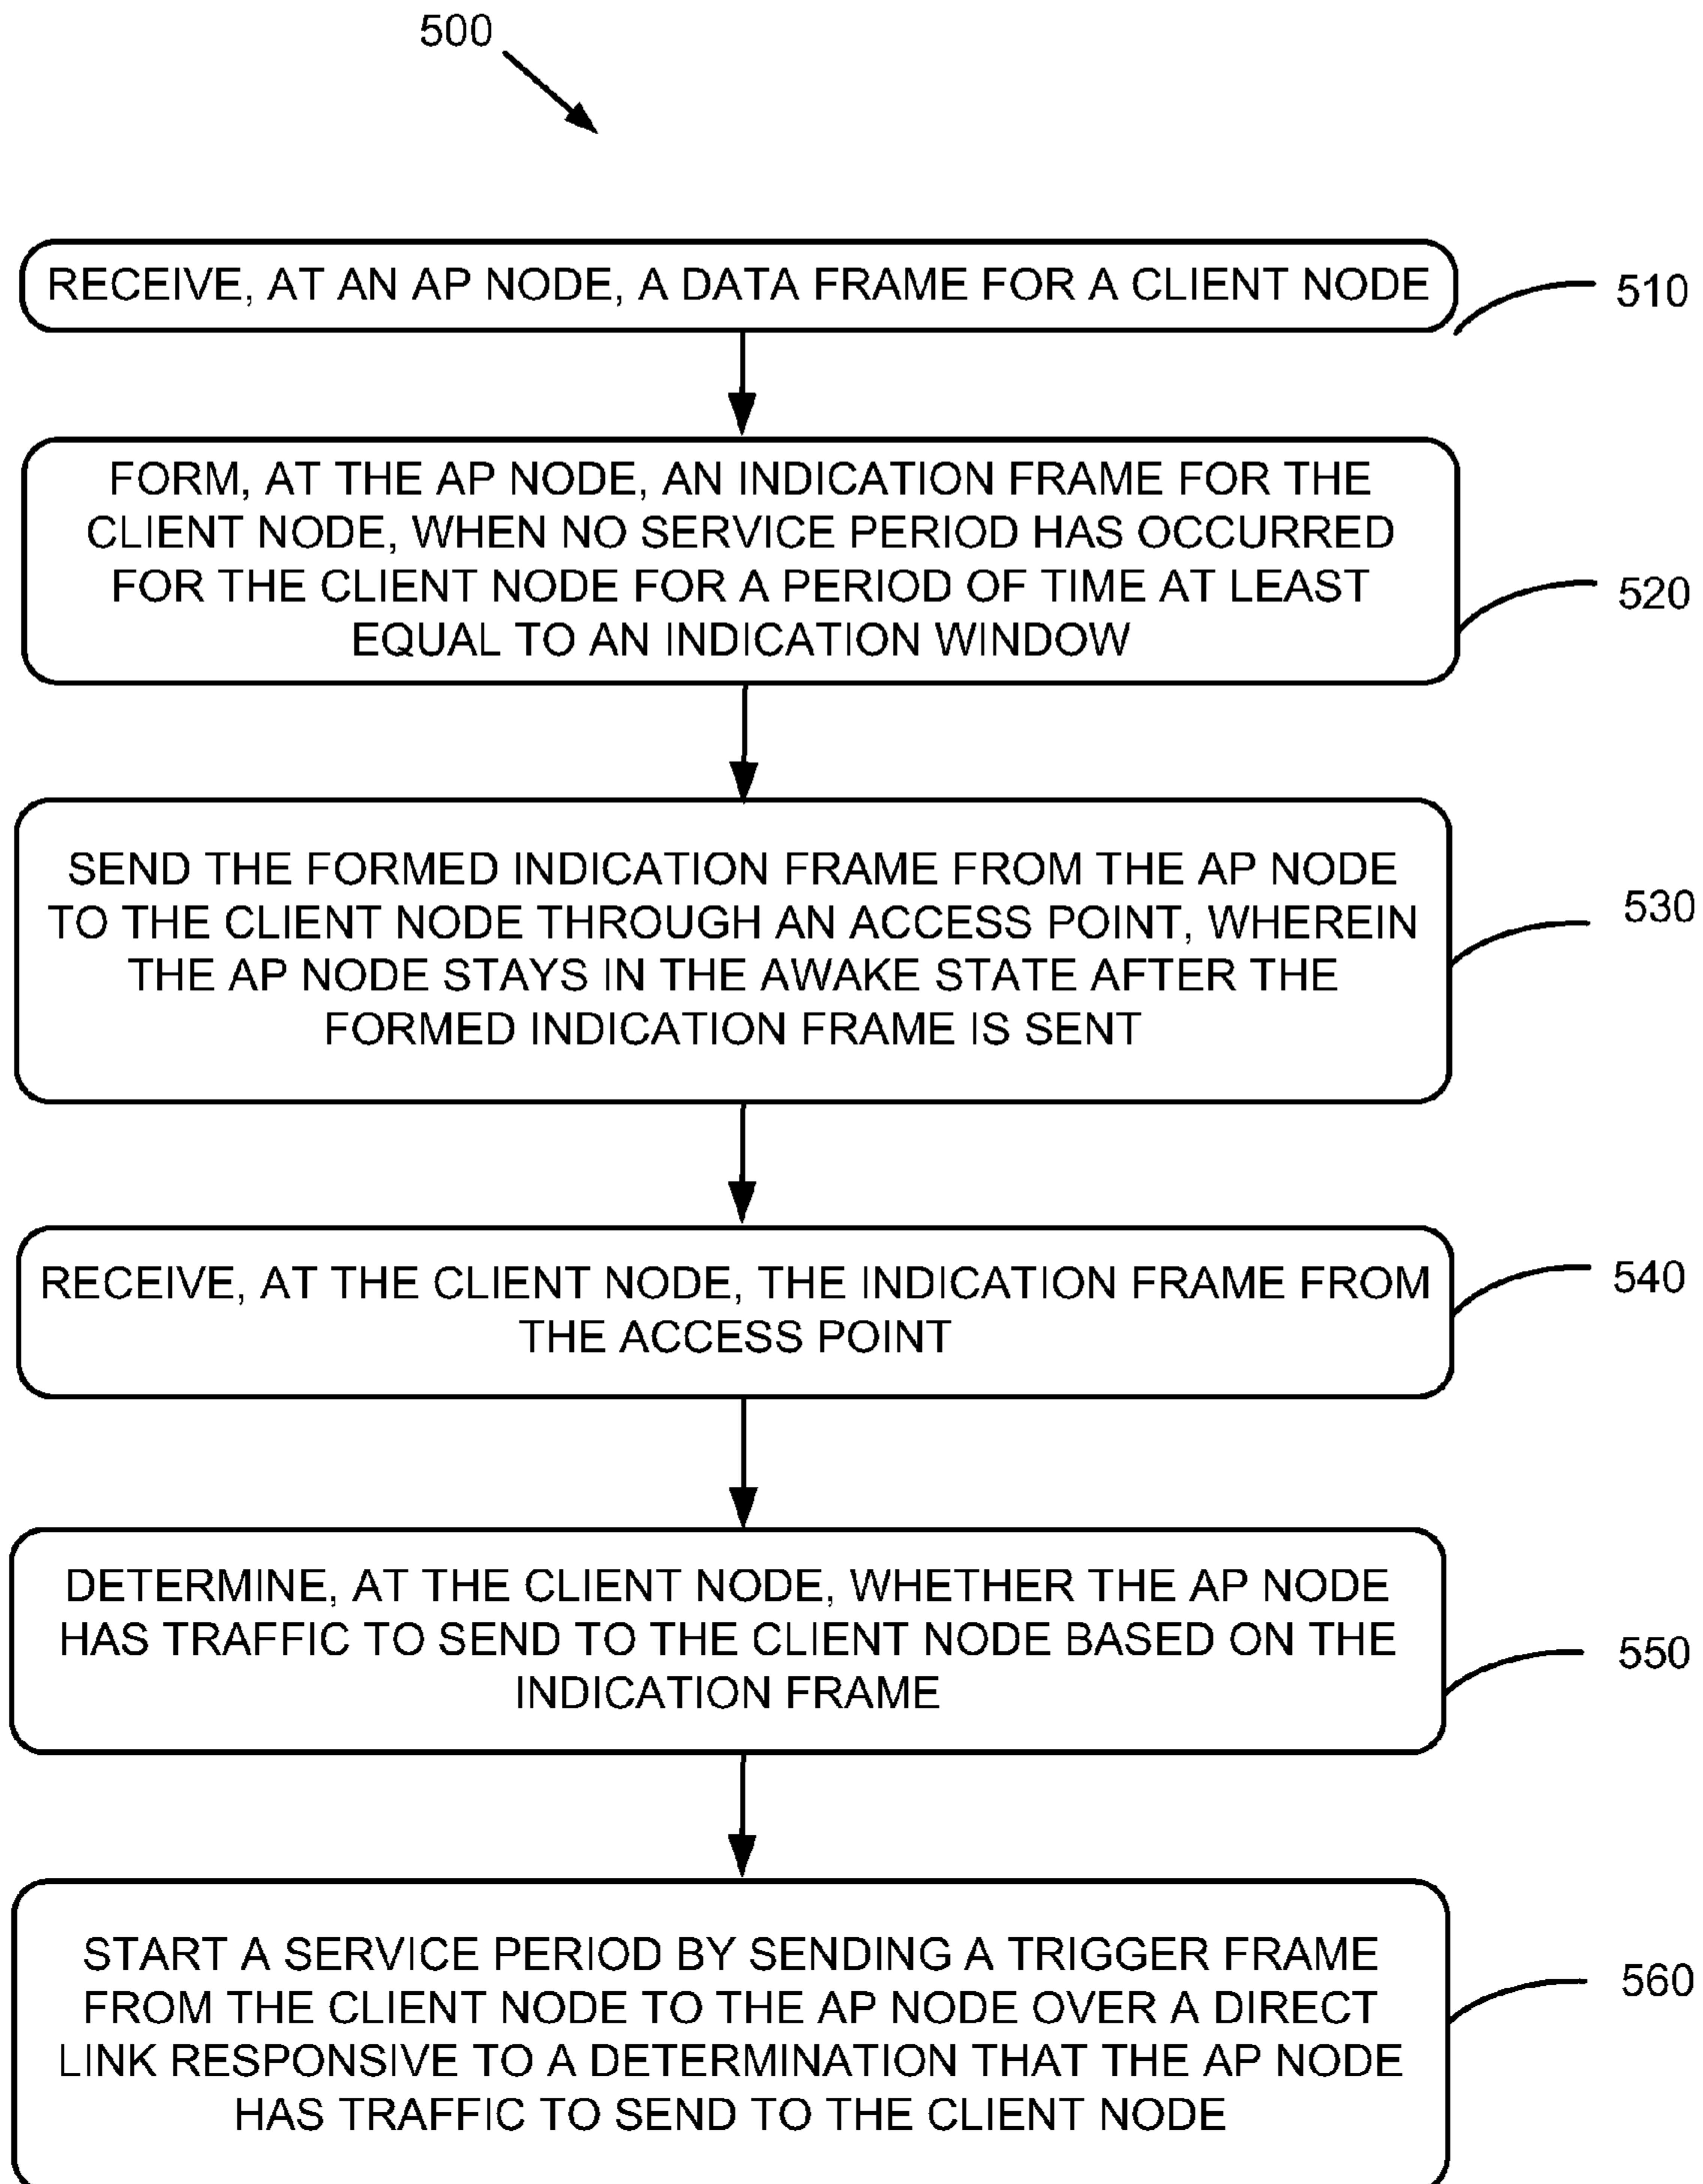 500
RECEIVE, AT AN AP NODE, A DATA FRAME FOR A CLIENT NODE
510
FORM, AT THE AP NODE, AN INDICATION FRAME FOR THE
CLIENT NODE, WHEN NO SERVICE PERIOD HAS OCCURRED
FOR THE CLIENT NODE FOR A PERIOD OF TIME AT LEAST
EQUAL TO AN INDICATION WINDOW
520
SEND THE FORMED INDICATION FRAME FROM THE AP NODE
TO THE CLIENT NODE THROUGH AN ACCESS POINT, WHEREIN
THE AP NODE STAYS IN THE AWAKE STATE AFTER THE
FORMED INDICATION FRAME IS SENT
530
RECEIVE, AT THE CLIENT NODE, THE INDICATION FRAME FROM
THE ACCESS POINT
540
DETERMINE, AT THE CLIENT NODE, WHETHER THE AP NODE
HAS TRAFFIC TO SEND TO THE CLIENT NODE BASED ON THE
INDICATION FRAME
550
START A SERVICE PERIOD BY SENDING A TRIGGER FRAME
FROM THE CLIENT NODE TO THE AP NODE OVER A DIRECT
LINK RESPONSIVE TO A DETERMINATION THAT THE AP NODE
HAS TRAFFIC TO SEND TO THE CLIENT NODE
560